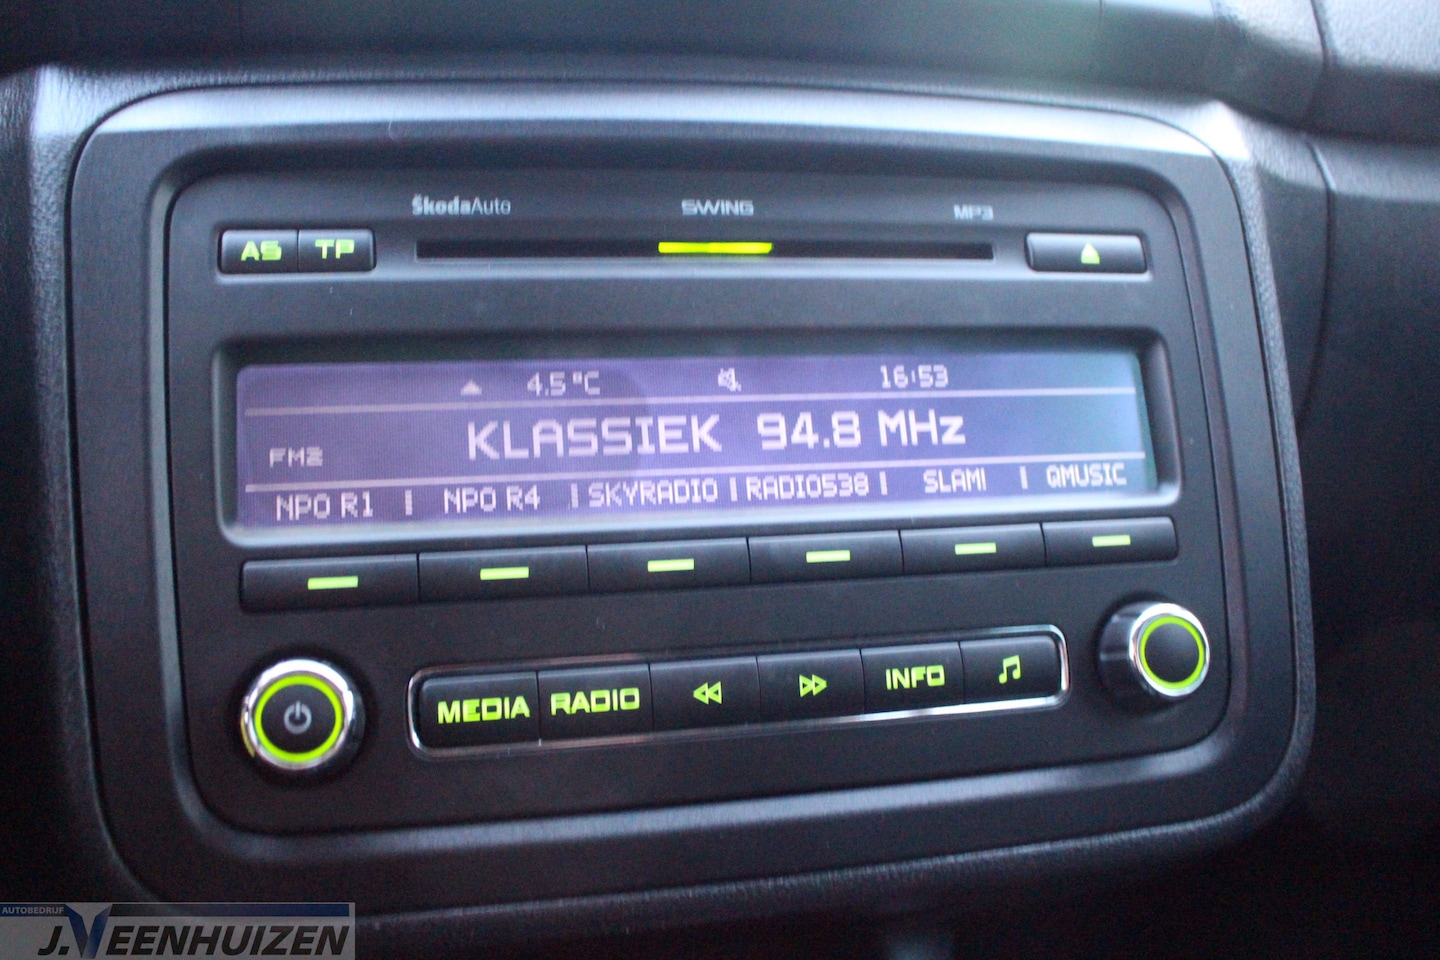 ŠkodaAuto SWING MP3
AS TP
4.5°C 16:53
FM2 KLASSIEK 94.8 MHz
NPO R1 | NPO R4 | SKYRADIO | RADIO538 | SLAM! | QMUSIC
MEDIA RADIO INFO
AUTOBEDRIJF
J.VEENHUIZEN